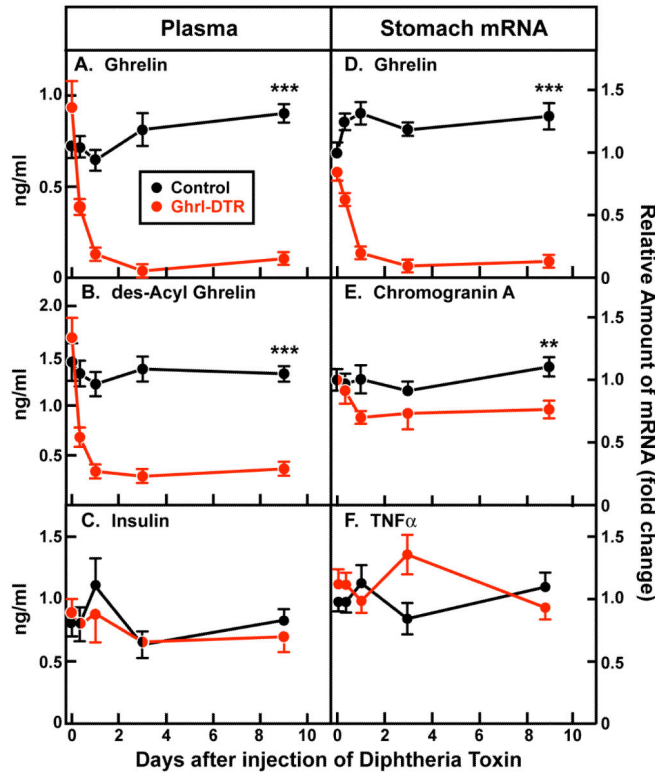 Plasma
Stomach mRNA
A. Ghrelin
D. Ghrelin
***
***
1.0
0.5
0
ng/ml
Control
Ghrl-DTR
1.5
1.0
0.5
0
B. des-Acyl Ghrelin
E. Chromogranin A
***
**
2.0
1.5
1.0
0.5
ng/ml
1.0
0.5
0
C. Insulin
F. TNFα
1.5
1.0
0.5
0
ng/ml
1.5
1.0
0.5
0
Relative Amount of mRNA (fold change)
0 2 4 6 8 10
0 2 4 6 8 10
Days after injection of Diphtheria Toxin